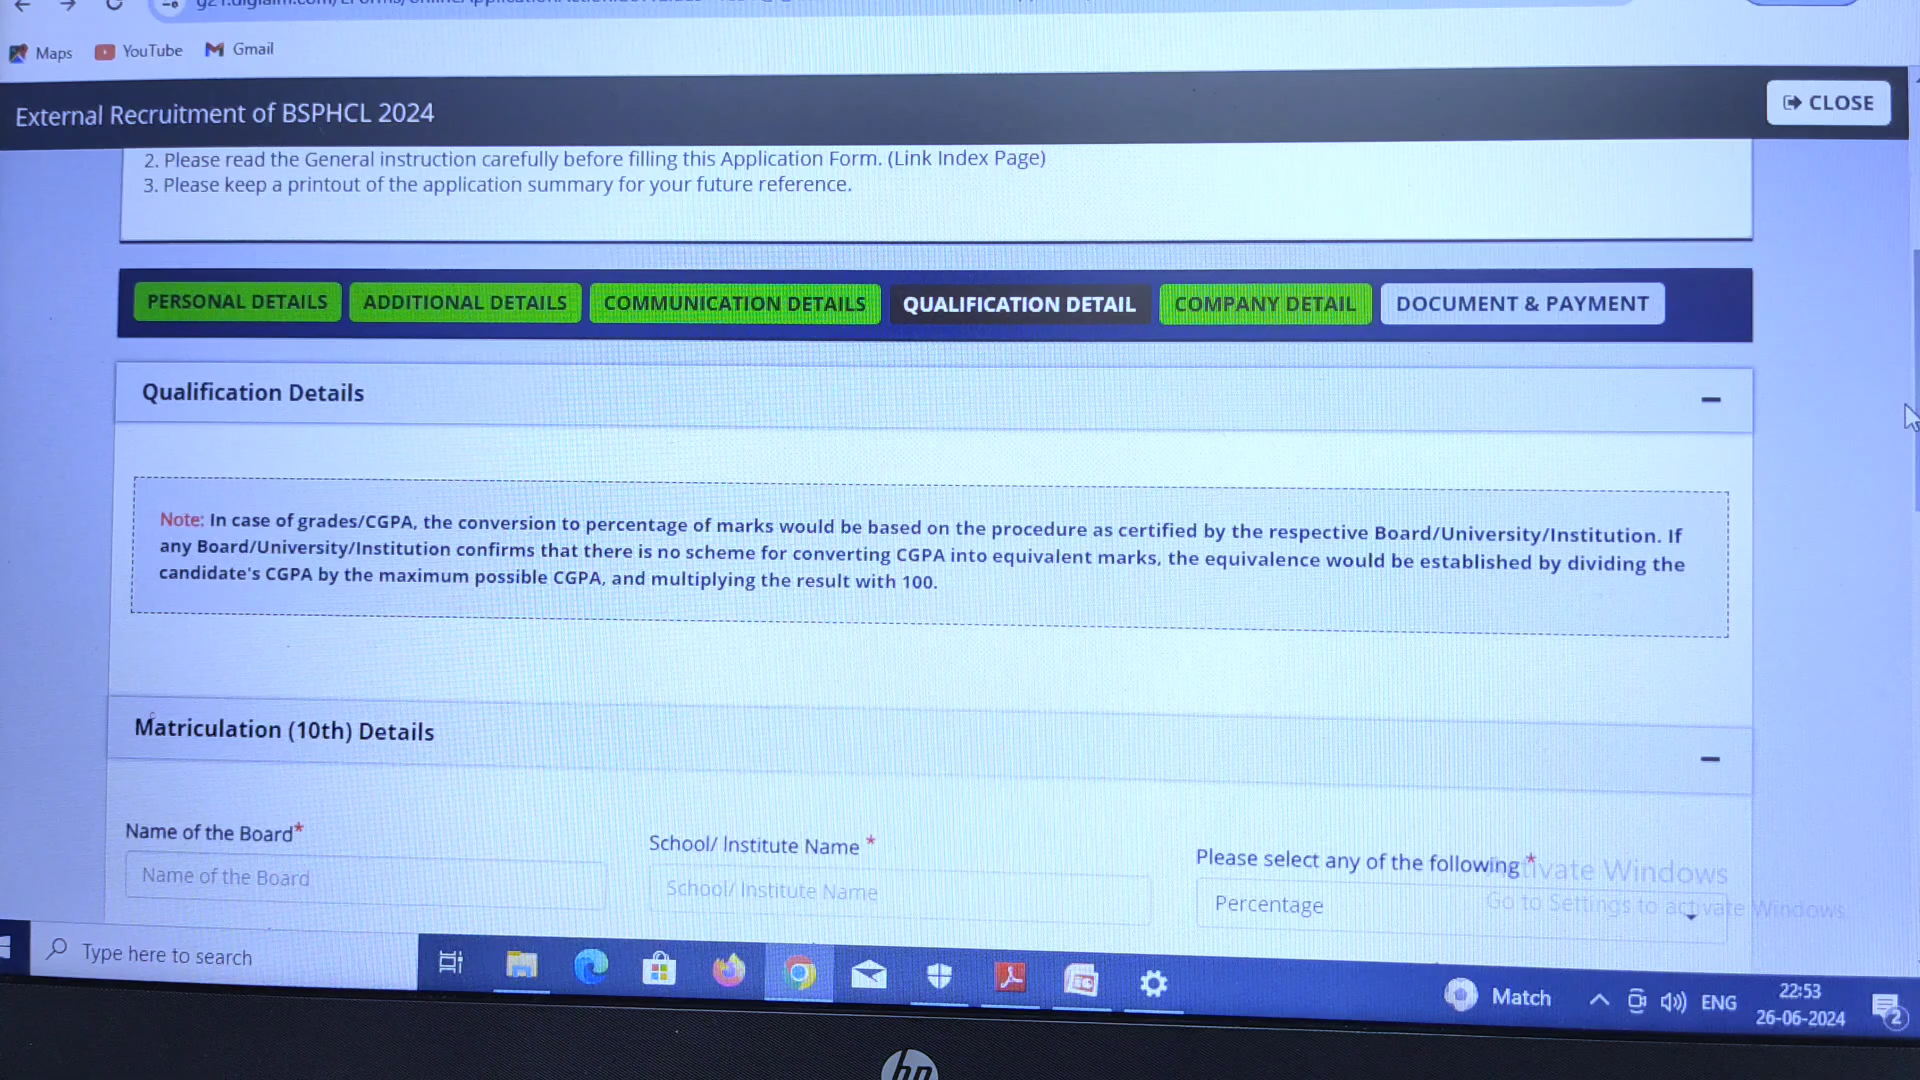 Maps
YouTube
Gmail
External Recruitment of BSPHCL 2024
CLOSE
2. Please read the General instruction carefully before filling this Application Form. (Link Index Page)
3. Please keep a printout of the application summary for your future reference.
PERSONAL DETAILS
ADDITIONAL DETAILS
COMMUNICATION DETAILS
QUALIFICATION DETAIL
COMPANY DETAIL
DOCUMENT & PAYMENT
Qualification Details
Note: In case of grades/CGPA, the conversion to percentage of marks would be based on the procedure as certified by the respective Board/University/Institution. If
any Board/University/Institution confirms that there is no scheme for converting CGPA into equivalent marks, the equivalence would be established by dividing the
candidate's CGPA by the maximum possible CGPA, and multiplying the result with 100.
Matriculation (10th) Details
Name of the Board*
School/ Institute Name *
Please select any of the following*
Name of the Board
School/ Institute Name
Percentage
tivate Windows
Go to Settings to activate Windows.
Type here to search
Match
ENG
22:53
26-06-2024
2
hp